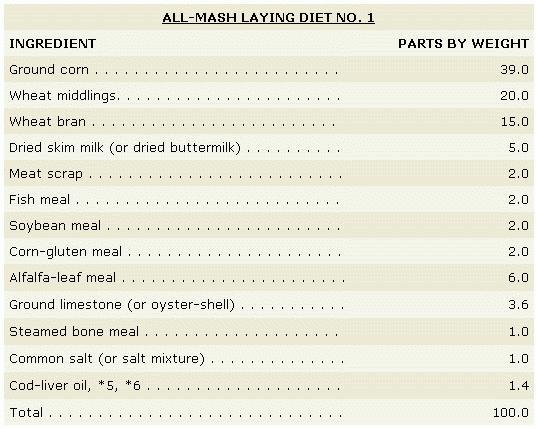 ALL-MASH LAYING DIET NO. 1
INGREDIENT PARTS BY WEIGHT
Ground corn . . . . . . . . . . . . . . . . . . . . . . . . . . 39.0
Wheat middlings. . . . . . . . . . . . . . . . . . . . . . . . 20.0
Wheat bran . . . . . . . . . . . . . . . . . . . . . . . . . . 15.0
Dried skim milk (or dried buttermilk) . . . . . . . . . . 5.0
Meat scrap . . . . . . . . . . . . . . . . . . . . . . . . . . . 2.0
Fish meal . . . . . . . . . . . . . . . . . . . . . . . . . . . . 2.0
Soybean meal . . . . . . . . . . . . . . . . . . . . . . . . . 2.0
Corn-gluten meal . . . . . . . . . . . . . . . . . . . . . . . 2.0
Alfalfa-leaf meal . . . . . . . . . . . . . . . . . . . . . . . 6.0
Ground limestone (or oyster-shell) . . . . . . . . . . . 3.6
Steamed bone meal . . . . . . . . . . . . . . . . . . . . . 1.0
Common salt (or salt mixture) . . . . . . . . . . . . . . 1.0
Cod-liver oil, *5, *6 . . . . . . . . . . . . . . . . . . . . . 1.4
Total . . . . . . . . . . . . . . . . . . . . . . . . . . . . . . . 100.0